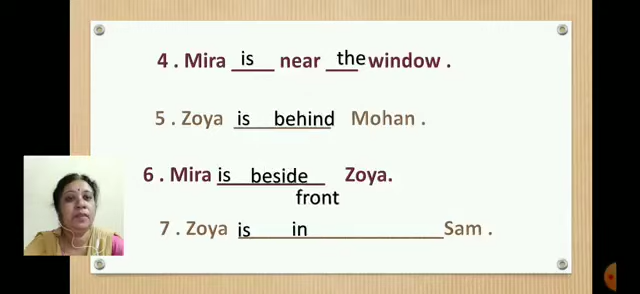 4 . Mira is near the window .
5 . Zoya is behind Mohan .
6 . Mira is beside Zoya.
front
7 . Zoya is in Sam .